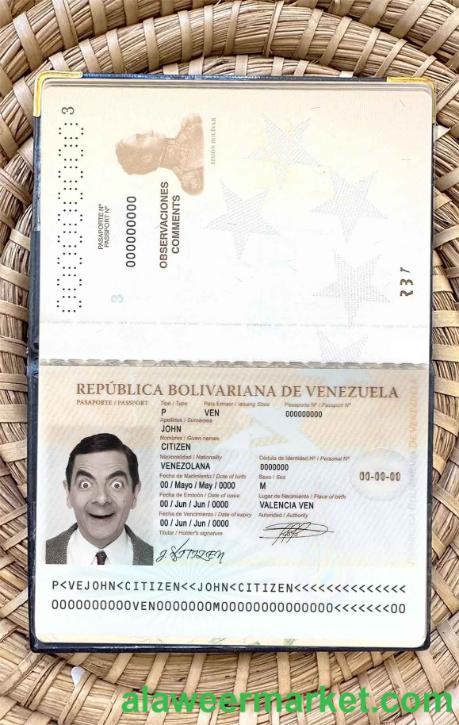 3
PASAPORTE Nº
PASSPORT Nº
000000000
OBSERVACIONES
COMMENTS
SIMÓN BOLÍVAR
3
REPÚBLICA BOLIVARIANA DE VENEZUELA
PASAPORTE / PASSPORT
Tipo / Type País Emisor / Issuing State Pasaporte Nº / Passport Nº
P VEN 000000000
Apellidos / Surnames
JOHN
Nombres / Given names
CITIZEN
Nacionalidad / Nationality Cédula de Identidad Nº / Personal Nº
VENEZOLANA 0000000
Fecha de Nacimiento / Date of birth Sexo / Sex
00 / Mayo / May / 0000 M
00-00-00
Fecha de Emisión / Date of issue Lugar de Nacimiento / Place of birth
00 / Jun / Jun / 0000 VALENCIA VEN
Fecha de Vencimiento / Date of expiry Autoridad / Authority
00 / Jun / Jun / 0000
Titular / Holder's signature
P<VEJOHN<CITIZEN<<JOHN<CITIZEN<<<<<<<<<<<<<<
0000000000VEN0000000M00000000000000<<<<<<<00
alaweermarket.com/